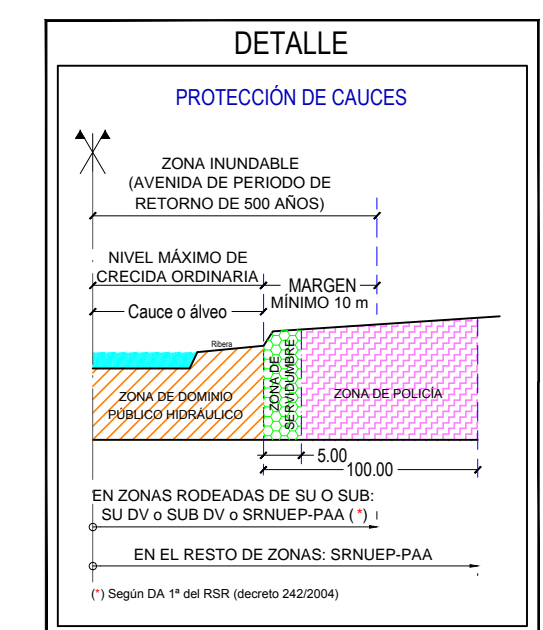 DETALLE
PROTECCIÓN DE CAUCES
ZONA INUNDABLE
(AVENIDA DE PERIODO DE
RETORNO DE 500 AÑOS)
NIVEL MÁXIMO DE
CRECIDA ORDINARIA
MARGEN
MÍNIMO 10 m
Cauce o álveo
Ribera
ZONA DE DOMINIO
PÚBLICO HIDRÁULICO
ZONA DE
SERVIDUMBRE
ZONA DE POLICÍA
5.00
100.00
EN ZONAS RODEADAS DE SU O SUB:
SU DV o SUB DV o SRNUEP-PAA (*)
EN EL RESTO DE ZONAS: SRNUEP-PAA
(*) Según DA 1ª del RSR (decreto 242/2004)